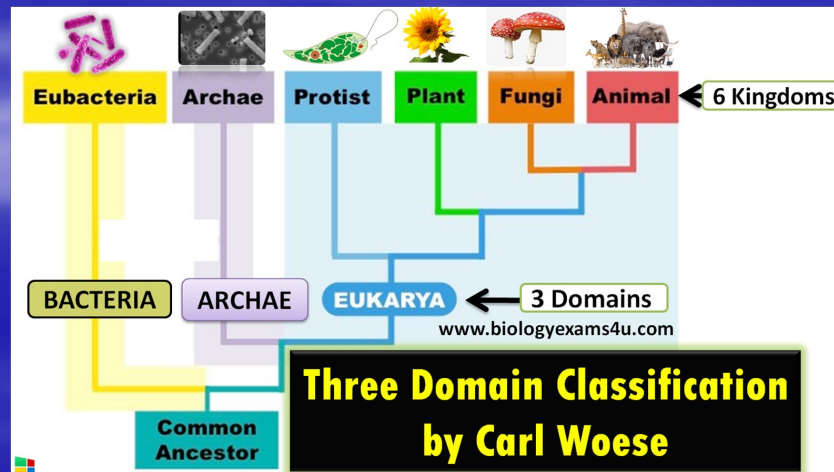 Eubacteria
Archae
Protist
Plant
Fungi
Animal
6 Kingdoms
BACTERIA
ARCHAE
EUKARYA
3 Domains
www.biologyexams4u.com
Three Domain Classification
by Carl Woese
Common
Ancestor